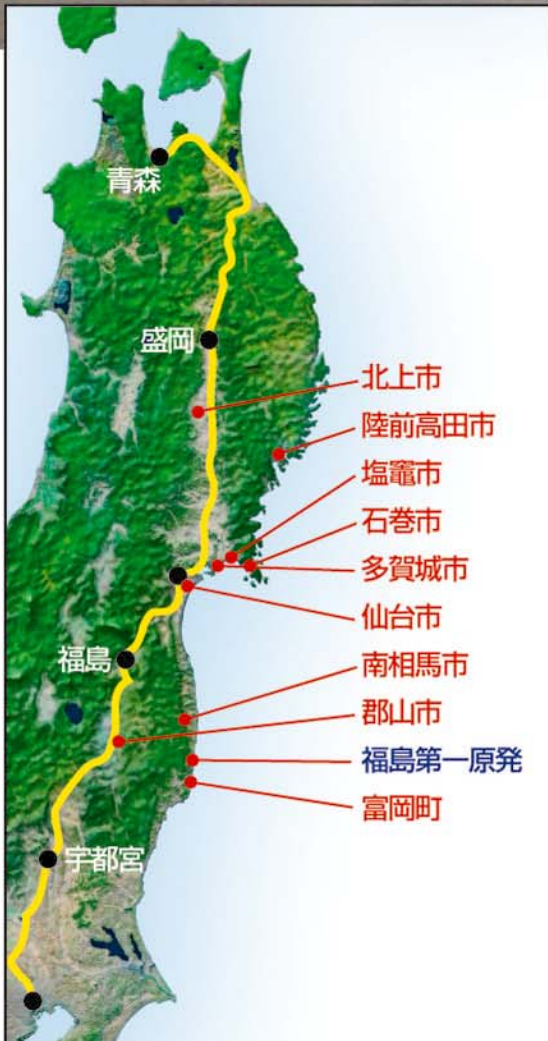 青森
盛岡
北上市
陸前高田市
塩竈市
石巻市
多賀城市
仙台市
福島
南相馬市
郡山市
福島第一原発
富岡町
宇都宮